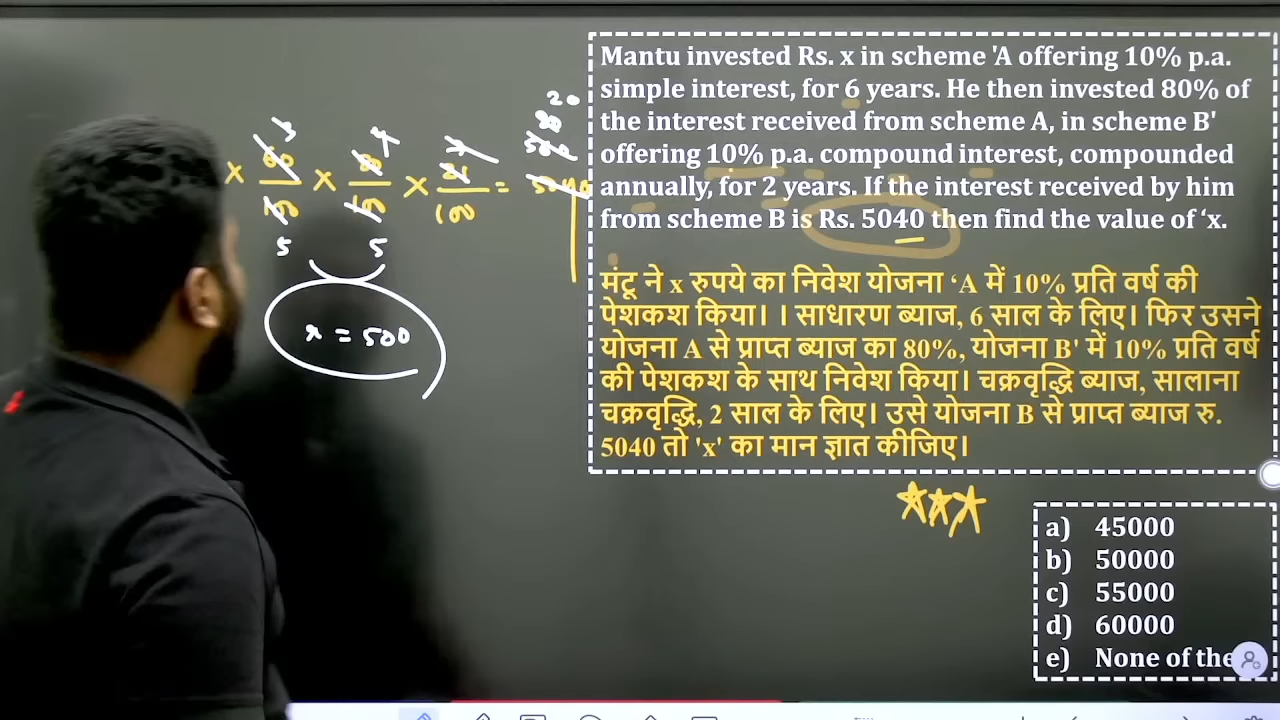 Mantu invested Rs. x in scheme 'A offering 10% p.a.
simple interest, for 6 years. He then invested 80% of
the interest received from scheme A, in scheme B'
offering 10% p.a. compound interest, compounded
annually, for 2 years. If the interest received by him
from scheme B is Rs. 5040 then find the value of ‘x.
मंटू ने x रुपये का निवेश योजना ‘A में 10% प्रति वर्ष की
पेशकश किया। । साधारण ब्याज, 6 साल के लिए। फिर उसने
योजना A से प्राप्त ब्याज का 80%, योजना B' में 10% प्रति वर्ष
की पेशकश के साथ निवेश किया। चक्रवृद्धि ब्याज, सालाना
चक्रवृद्धि, 2 साल के लिए। उसे योजना B से प्राप्त ब्याज रु.
5040 तो 'x' का मान ज्ञात कीजिए।
a) 45000
b) 50000
c) 55000
d) 60000
e) None of the
20
100
5 5
x = 500